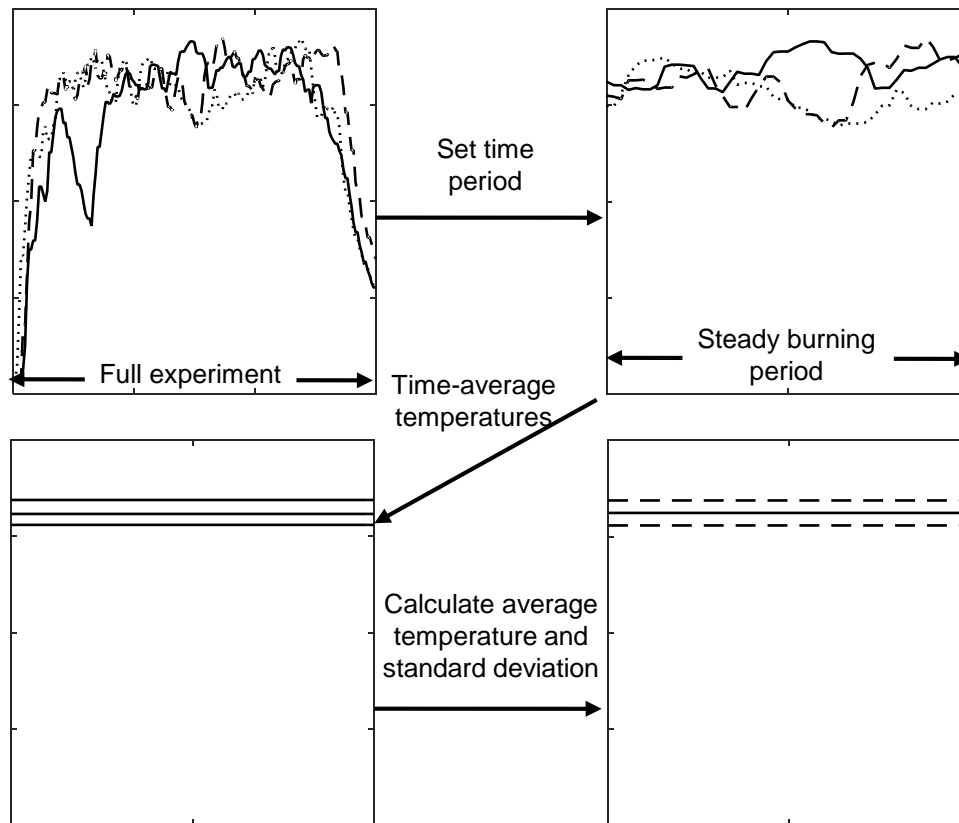 Set time
period
Full experiment
Steady burning
period
Time-average
temperatures
Calculate average
temperature and
standard deviation